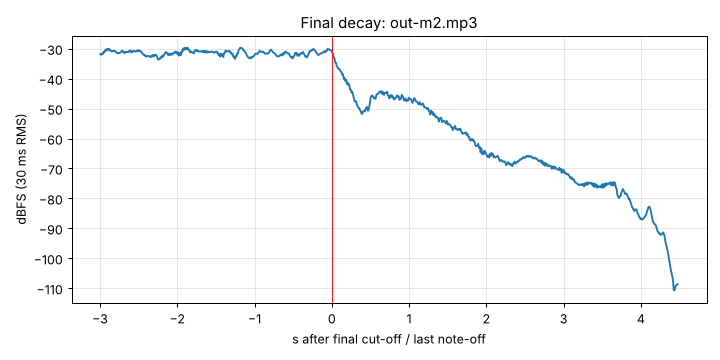 Final decay: out-m2.mp3
dBFS (30 ms RMS)
−30
−40
−50
−60
−70
−80
−90
−100
−110
−3 −2 −1 0 1 2 3 4
s after final cut-off / last note-off